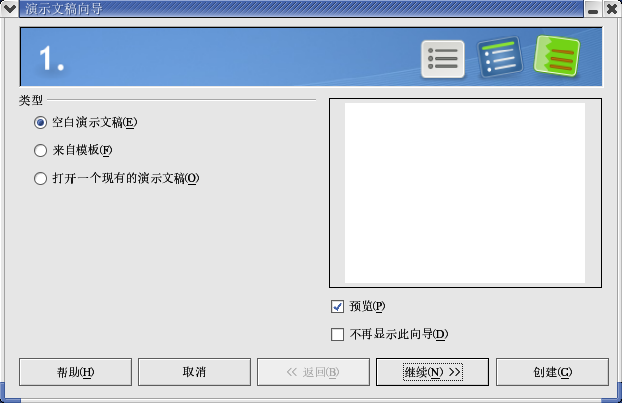 演示文稿向导
1.
类型
空白演示文稿(E)
来自模板(F)
打开一个现有的演示文稿(O)
预览(P)
不再显示此向导(D)
帮助(H)
取消
<< 返回(B)
继续(N) >>
创建(C)